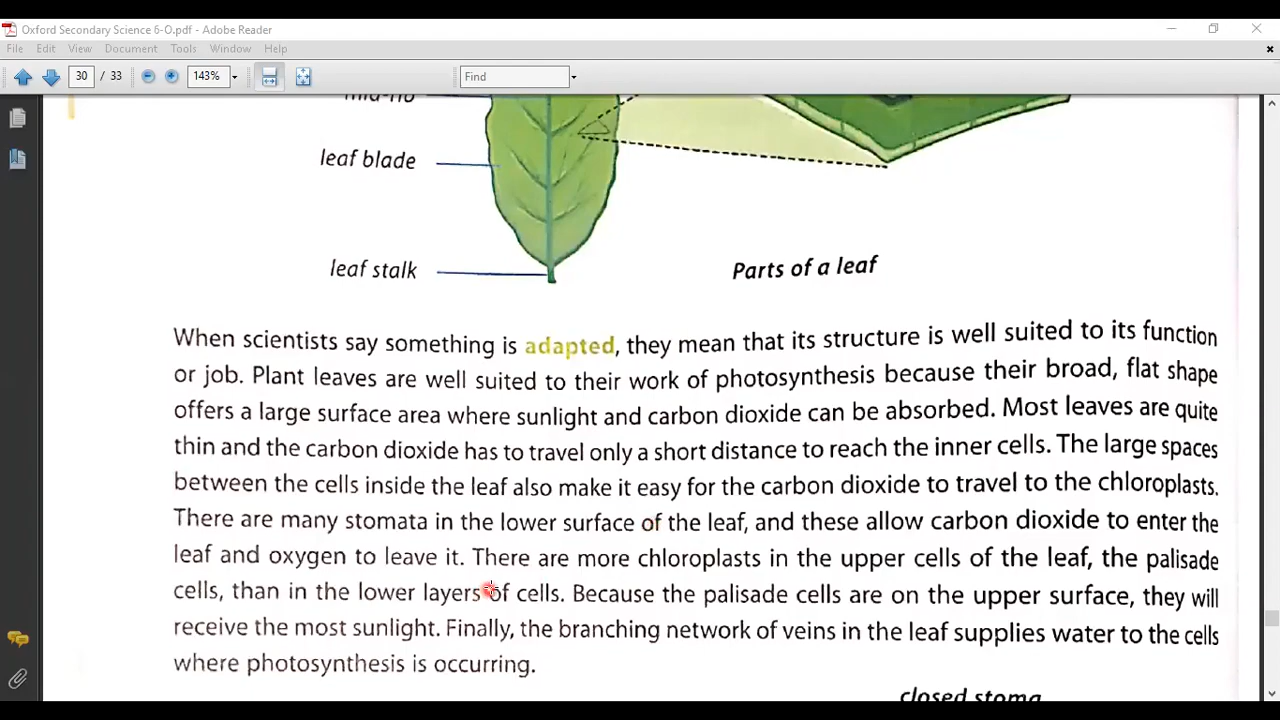 Oxford Secondary Science 6-O.pdf - Adobe Reader
File Edit View Document Tools Window Help
30 / 33 143% Find
mid-rib
leaf blade
leaf stalk
Parts of a leaf
When scientists say something is adapted, they mean that its structure is well suited to its function
or job. Plant leaves are well suited to their work of photosynthesis because their broad, flat shape
offers a large surface area where sunlight and carbon dioxide can be absorbed. Most leaves are quite
thin and the carbon dioxide has to travel only a short distance to reach the inner cells. The large spaces
between the cells inside the leaf also make it easy for the carbon dioxide to travel to the chloroplasts.
There are many stomata in the lower surface of the leaf, and these allow carbon dioxide to enter the
leaf and oxygen to leave it. There are more chloroplasts in the upper cells of the leaf, the palisade
cells, than in the lower layers of cells. Because the palisade cells are on the upper surface, they will
receive the most sunlight. Finally, the branching network of veins in the leaf supplies water to the cells
where photosynthesis is occurring.
closed stoma